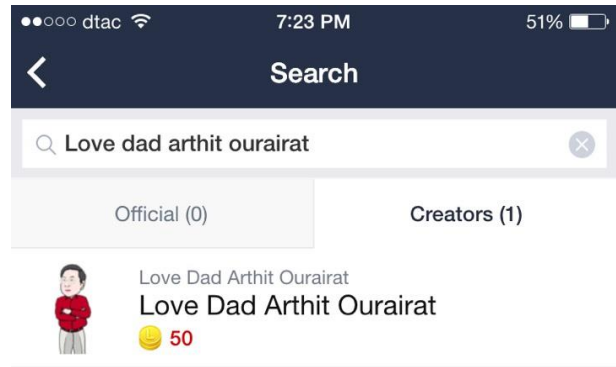 dtac 7:23 PM 51%
Search
Love dad arthit ourairat
Official (0) Creators (1)
Love Dad Arthit Ourairat
Love Dad Arthit Ourairat
50